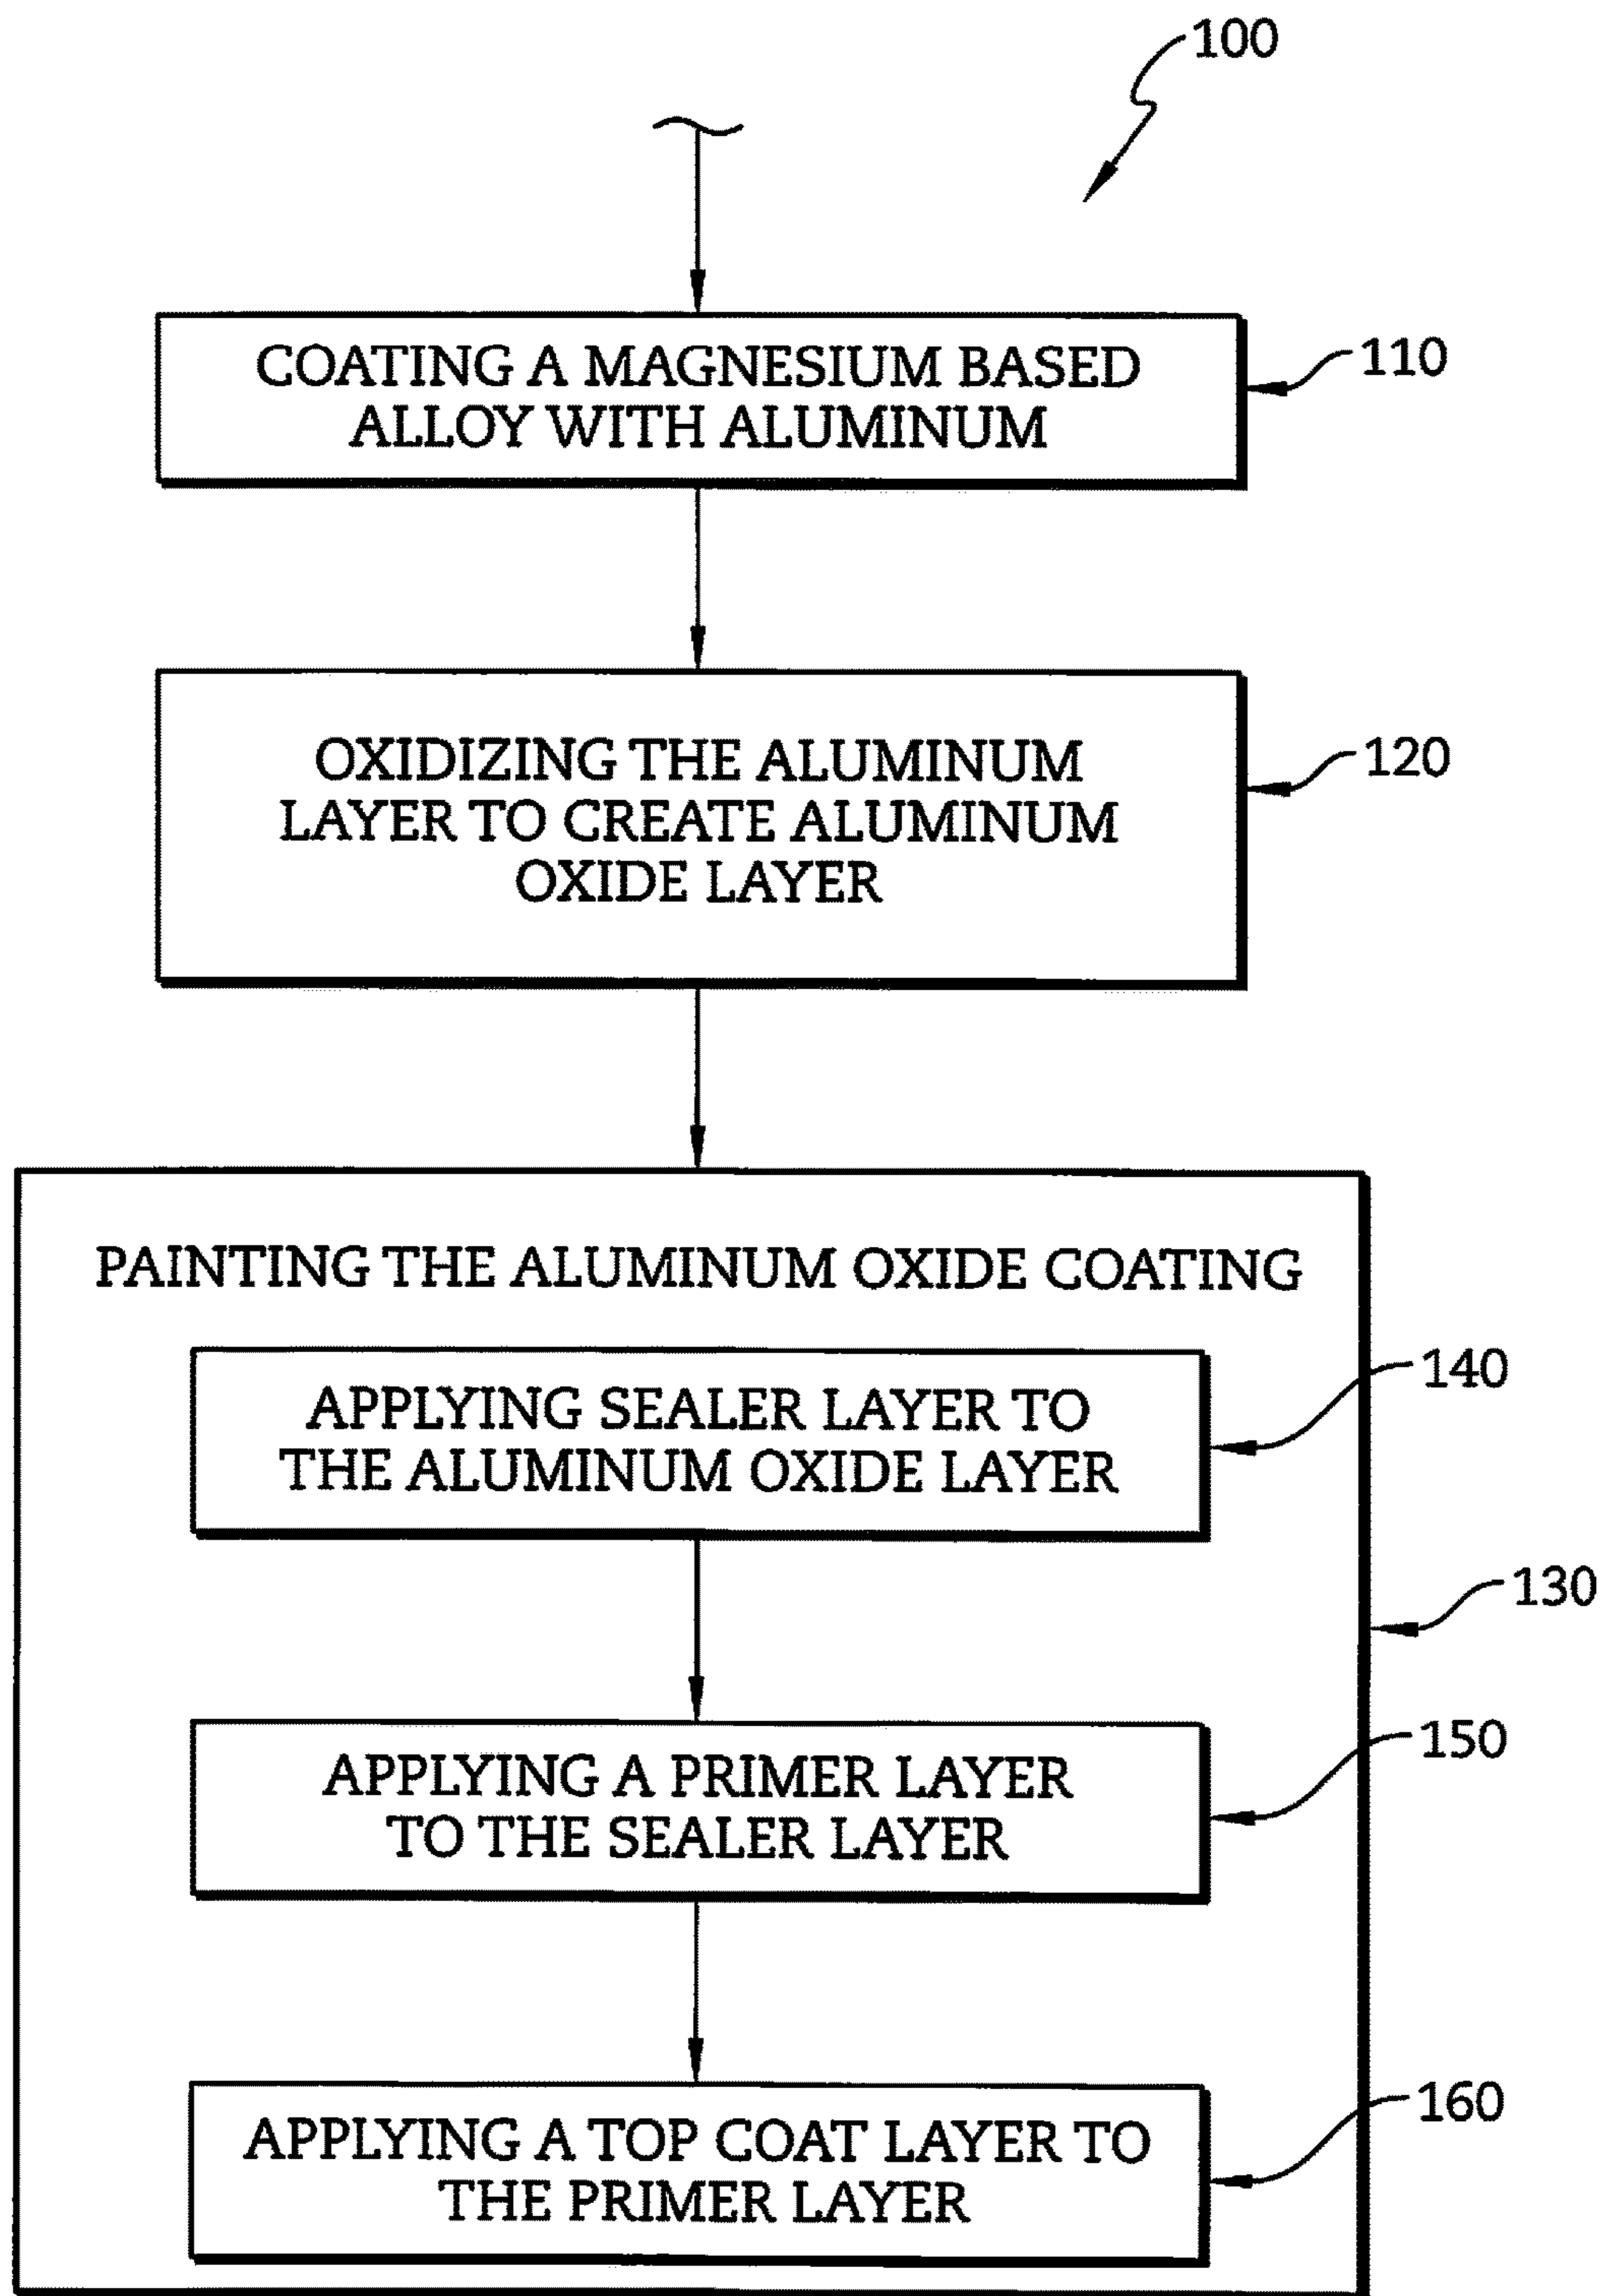 100
COATING A MAGNESIUM BASED
ALLOY WITH ALUMINUM
110
OXIDIZING THE ALUMINUM
LAYER TO CREATE ALUMINUM
OXIDE LAYER
120
PAINTING THE ALUMINUM OXIDE COATING
APPLYING SEALER LAYER TO
THE ALUMINUM OXIDE LAYER
140
130
APPLYING A PRIMER LAYER
TO THE SEALER LAYER
150
APPLYING A TOP COAT LAYER TO
THE PRIMER LAYER
160